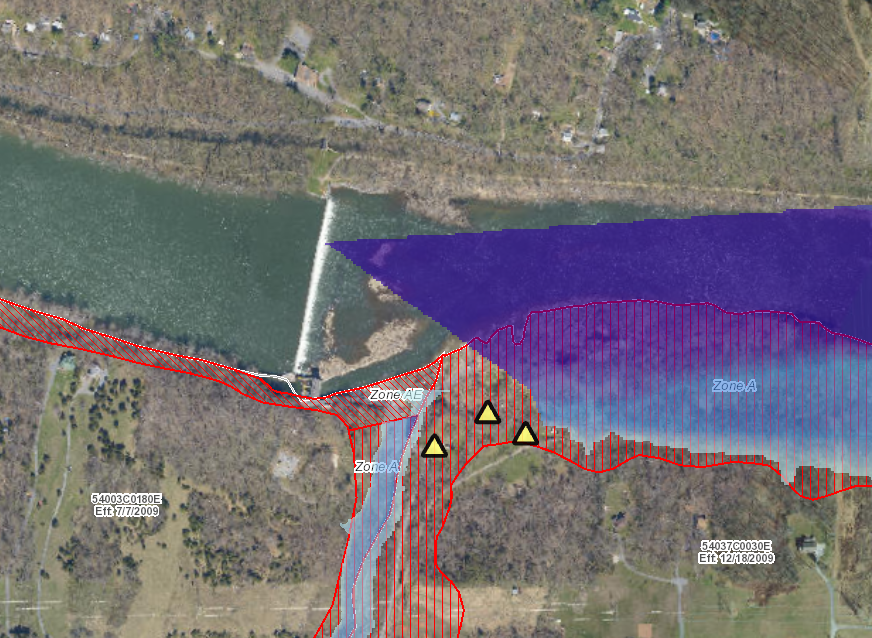 Zone A
Zone AE
Zone A
54003C0180E
Eff: 7/7/2009
54037C0030E
Eff: 12/18/2009